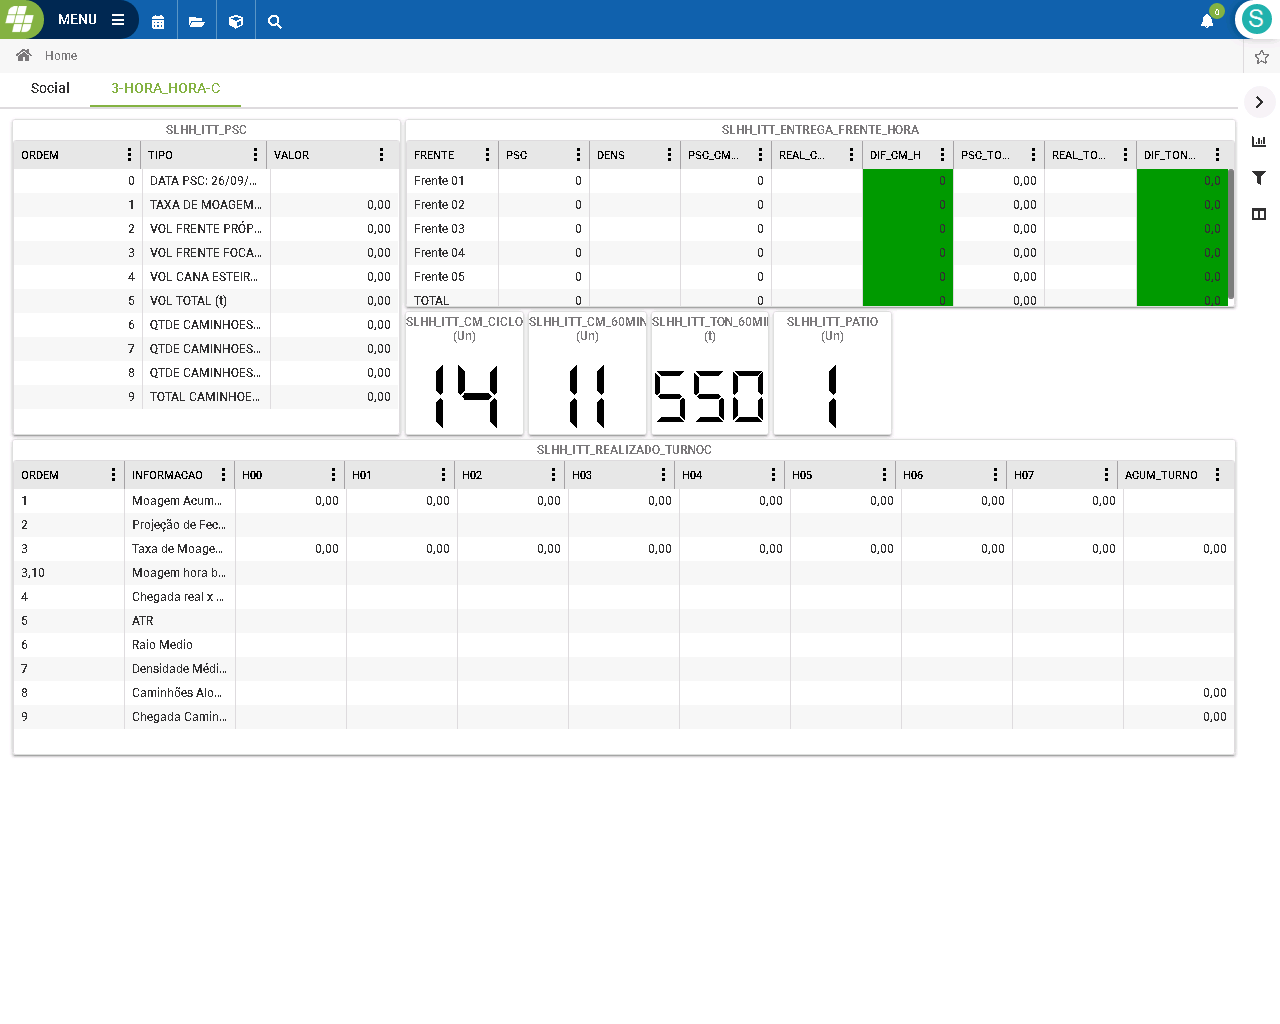 MENU
0
S
Home
Social
3-HORA_HORA-C
SLHH_ITT_PSC
ORDEM TIPO VALOR
0 DATA PSC: 26/09/...
1 TAXA DE MOAGEM... 0,00
2 VOL FRENTE PRÓP... 0,00
3 VOL FRENTE FOCA... 0,00
4 VOL CANA ESTEIR... 0,00
5 VOL TOTAL (t) 0,00
6 QTDE CAMINHOES... 0,00
7 QTDE CAMINHOES... 0,00
8 QTDE CAMINHOES... 0,00
9 TOTAL CAMINHOE... 0,00
SLHH_ITT_ENTREGA_FRENTE_HORA
FRENTE PSC DENS PSC_CM... REAL_C... DIF_CM_H PSC_TO... REAL_TO... DIF_TON...
Frente 01 0 0 0 0,00 0,0
Frente 02 0 0 0 0,00 0,0
Frente 03 0 0 0 0,00 0,0
Frente 04 0 0 0 0,00 0,0
Frente 05 0 0 0 0,00 0,0
TOTAL 0 0 0 0,00 0,0
SLHH_ITT_CM_CICLO
(Un)
14
SLHH_ITT_CM_60MIN
(Un)
11
SLHH_ITT_TON_60MI
(t)
550
SLHH_ITT_PATIO
(Un)
1
SLHH_ITT_REALIZADO_TURNOC
ORDEM INFORMACAO H00 H01 H02 H03 H04 H05 H06 H07 ACUM_TURNO
1 Moagem Acum... 0,00 0,00 0,00 0,00 0,00 0,00 0,00 0,00
2 Projeção de Fec...
3 Taxa de Moage... 0,00 0,00 0,00 0,00 0,00 0,00 0,00 0,00 0,00
3,10 Moagem hora b...
4 Chegada real x ...
5 ATR
6 Raio Medio
7 Densidade Médi...
8 Caminhões Alo... 0,00
9 Chegada Camin... 0,00